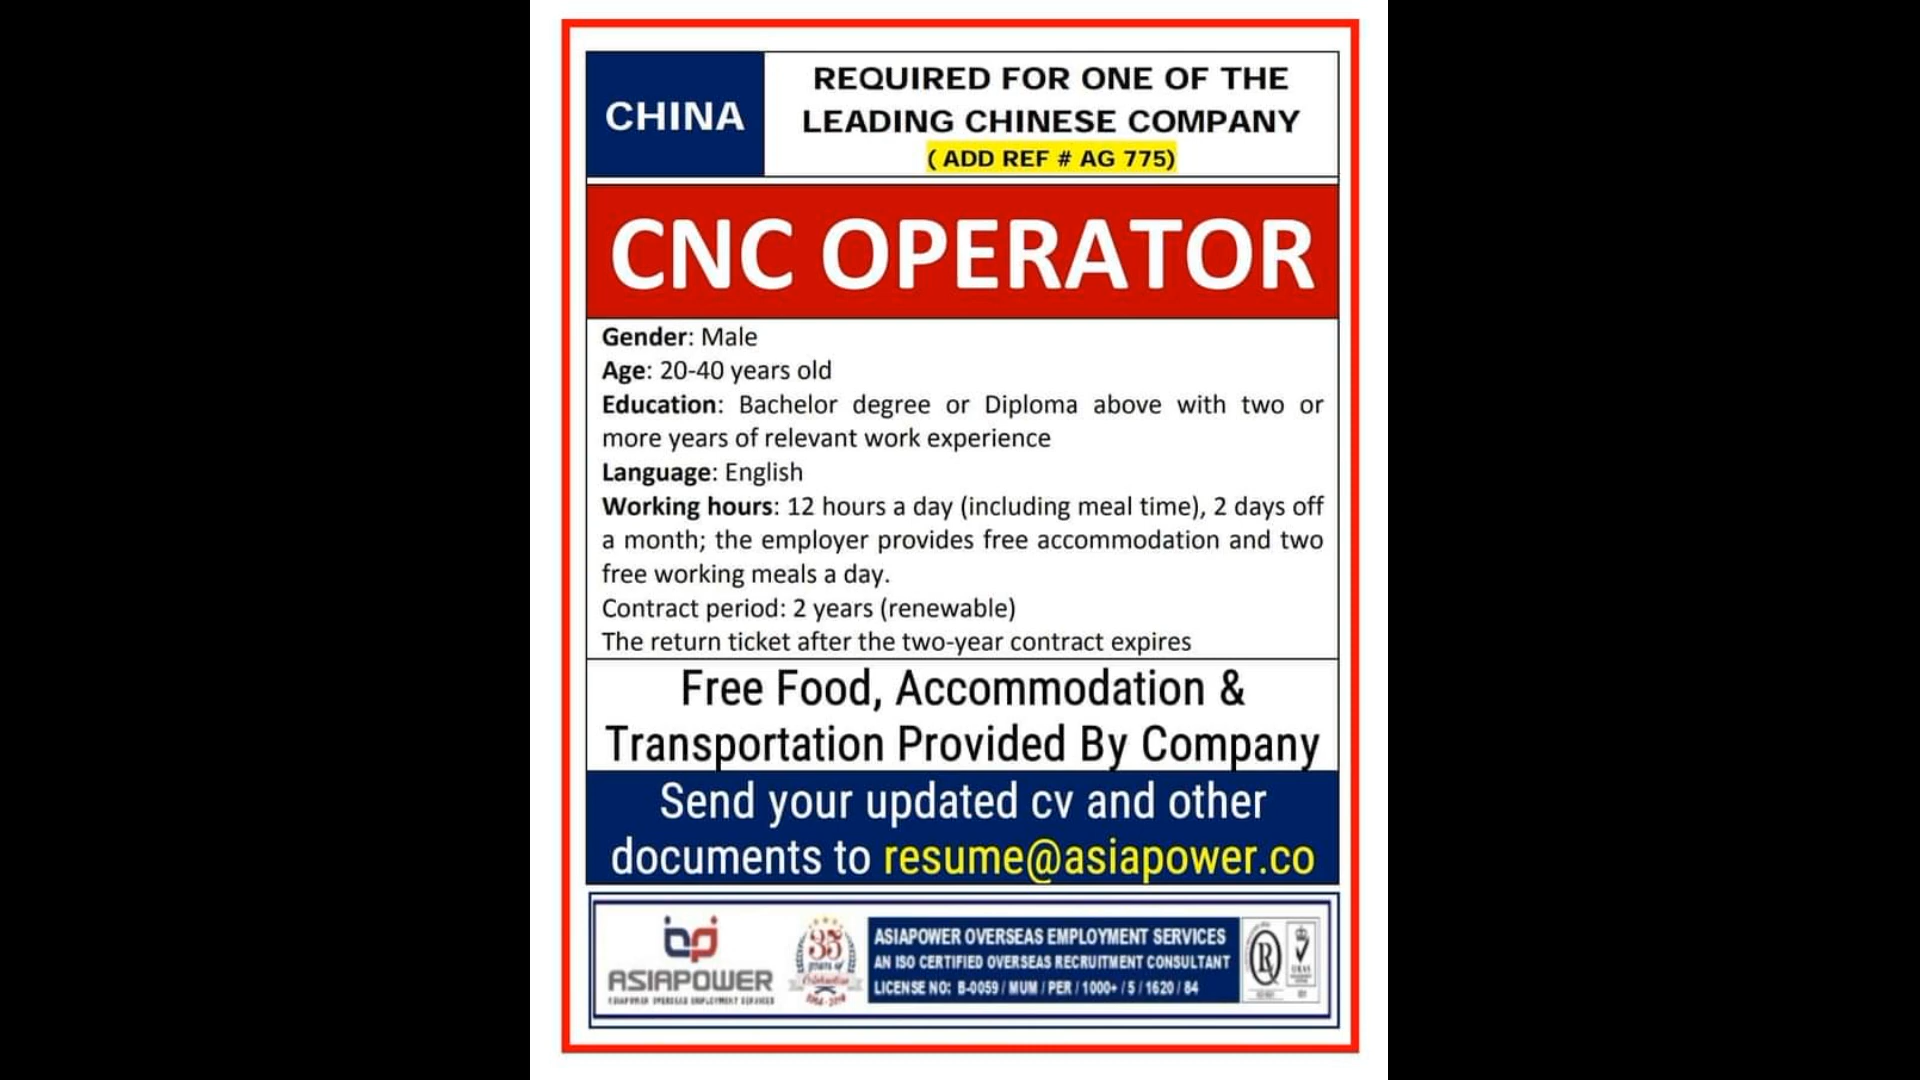 CHINA
REQUIRED FOR ONE OF THE
LEADING CHINESE COMPANY
( ADD REF # AG 775)
CNC OPERATOR
Gender: Male
Age: 20-40 years old
Education: Bachelor degree or Diploma above with two or
more years of relevant work experience
Language: English
Working hours: 12 hours a day (including meal time), 2 days off
a month; the employer provides free accommodation and two
free working meals a day.
Contract period: 2 years (renewable)
The return ticket after the two-year contract expires
Free Food, Accommodation &
Transportation Provided By Company
Send your updated cv and other
documents to resume@asiapower.co
ASIAPOWER
35
years of
ASIAPOWER OVERSEAS EMPLOYMENT SERVICES
AN ISO CERTIFIED OVERSEAS RECRUITMENT CONSULTANT
LICENSE NO: B-0059 / MUM / PER / 1000+ / 5 / 1620 / 84
R